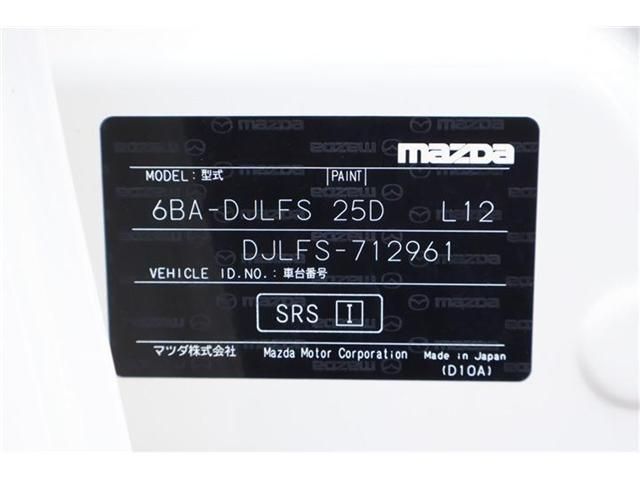 mazda
MODEL: 型式 PAINT
6BA-DJLFS 25D L12
DJLFS-712961
VEHICLE ID.NO.: 車台番号
SRS I
マツダ株式会社 Mazda Motor Corporation Made in Japan
(D10A)